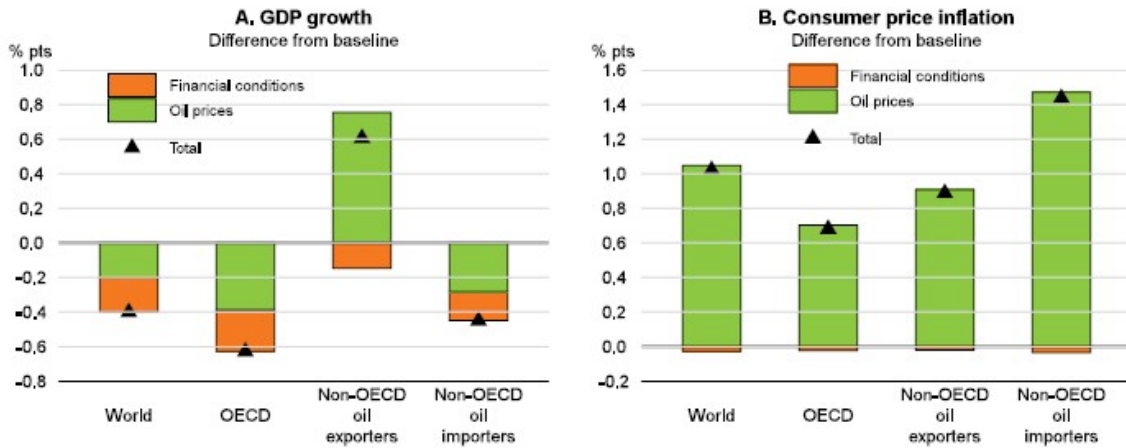 A. GDP growth
Difference from baseline
% pts
1,0
0,8
0,6
0,4
0,2
0,0
-0,2
-0,4
-0,6
-0,8
Financial conditions
Oil prices
Total
World
OECD
Non-OECD
oil
exporters
Non-OECD
oil
importers
B. Consumer price inflation
Difference from baseline
% pts
1,6
1,4
1,2
1,0
0,8
0,6
0,4
0,2
0,0
-0,2
Financial conditions
Oil prices
Total
World
OECD
Non-OECD
oil
exporters
Non-OECD
oil
importers